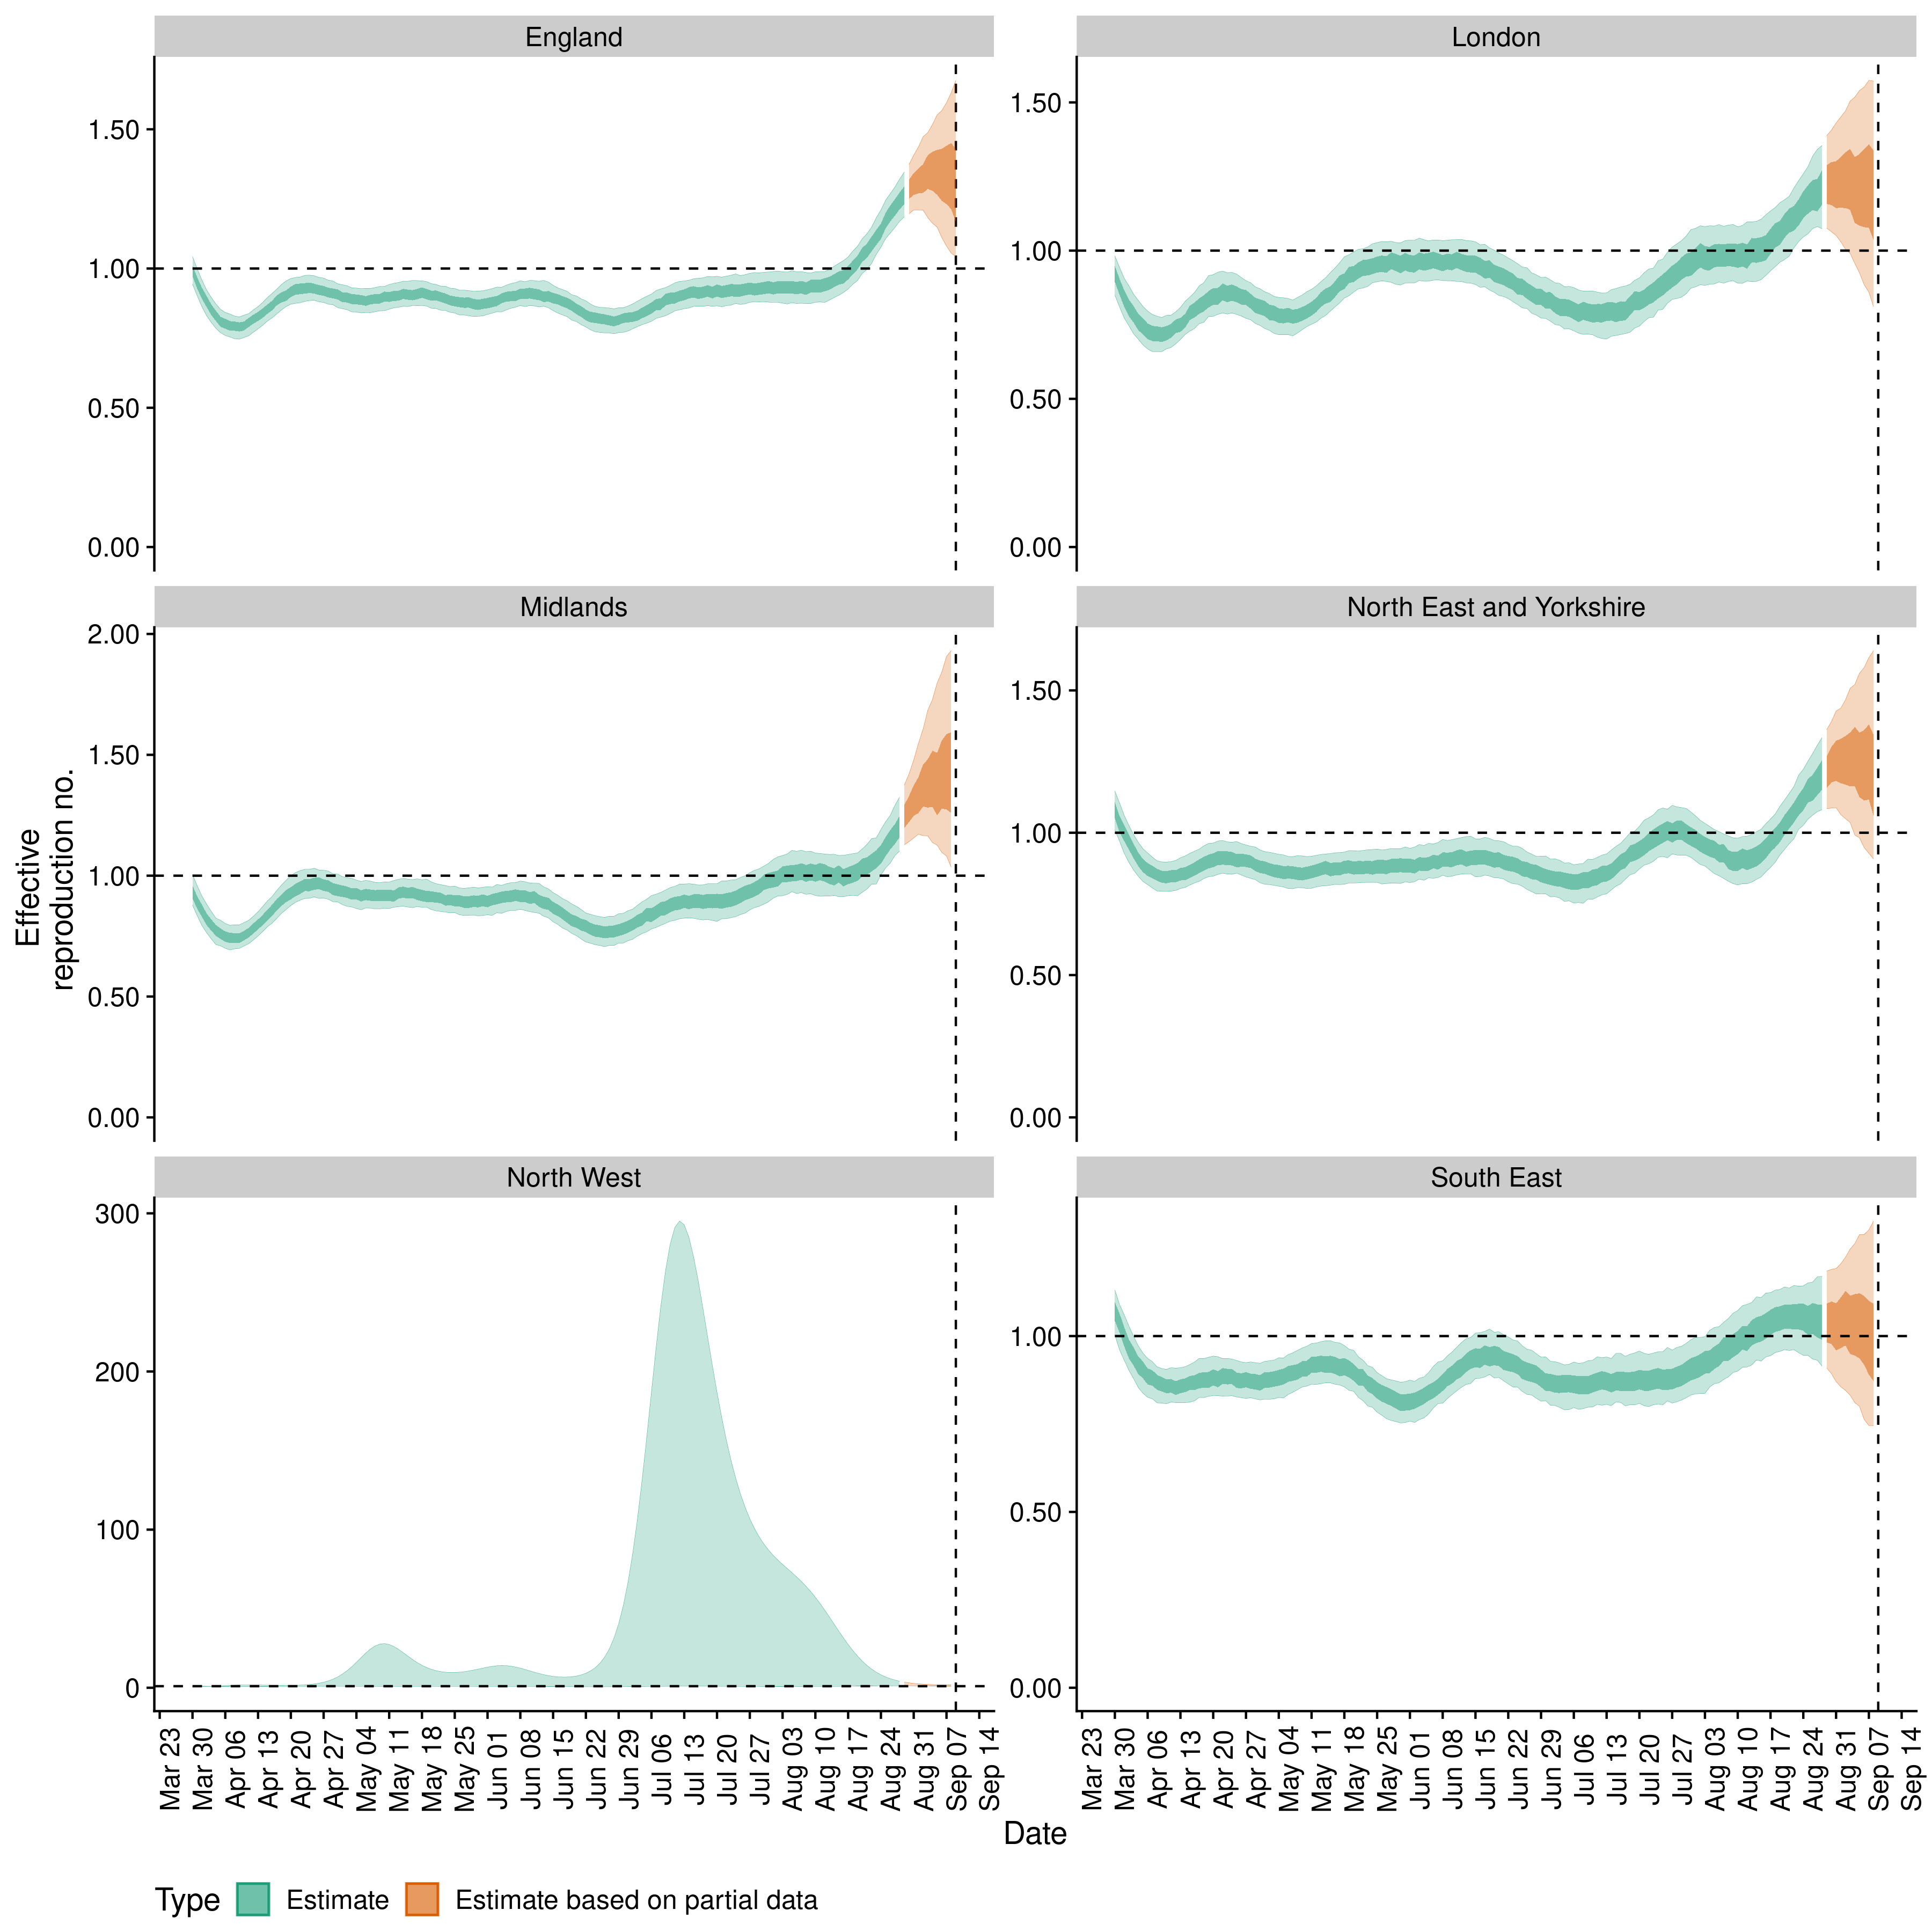 England
London
1.50
1.00
0.50
0.00
1.50
1.00
0.50
0.00
Midlands
North East and Yorkshire
2.00
1.50
1.00
0.50
0.00
1.50
1.00
0.50
0.00
Effective
reproduction no.
North West
South East
300
200
100
0
1.00
0.50
0.00
Mar 23
Mar 30
Apr 06
Apr 13
Apr 20
Apr 27
May 04
May 11
May 18
May 25
Jun 01
Jun 08
Jun 15
Jun 22
Jun 29
Jul 06
Jul 13
Jul 20
Jul 27
Aug 03
Aug 10
Aug 17
Aug 24
Aug 31
Sep 07
Sep 14
Mar 23
Mar 30
Apr 06
Apr 13
Apr 20
Apr 27
May 04
May 11
May 18
May 25
Jun 01
Jun 08
Jun 15
Jun 22
Jun 29
Jul 06
Jul 13
Jul 20
Jul 27
Aug 03
Aug 10
Aug 17
Aug 24
Aug 31
Sep 07
Sep 14
Date
Type Estimate Estimate based on partial data